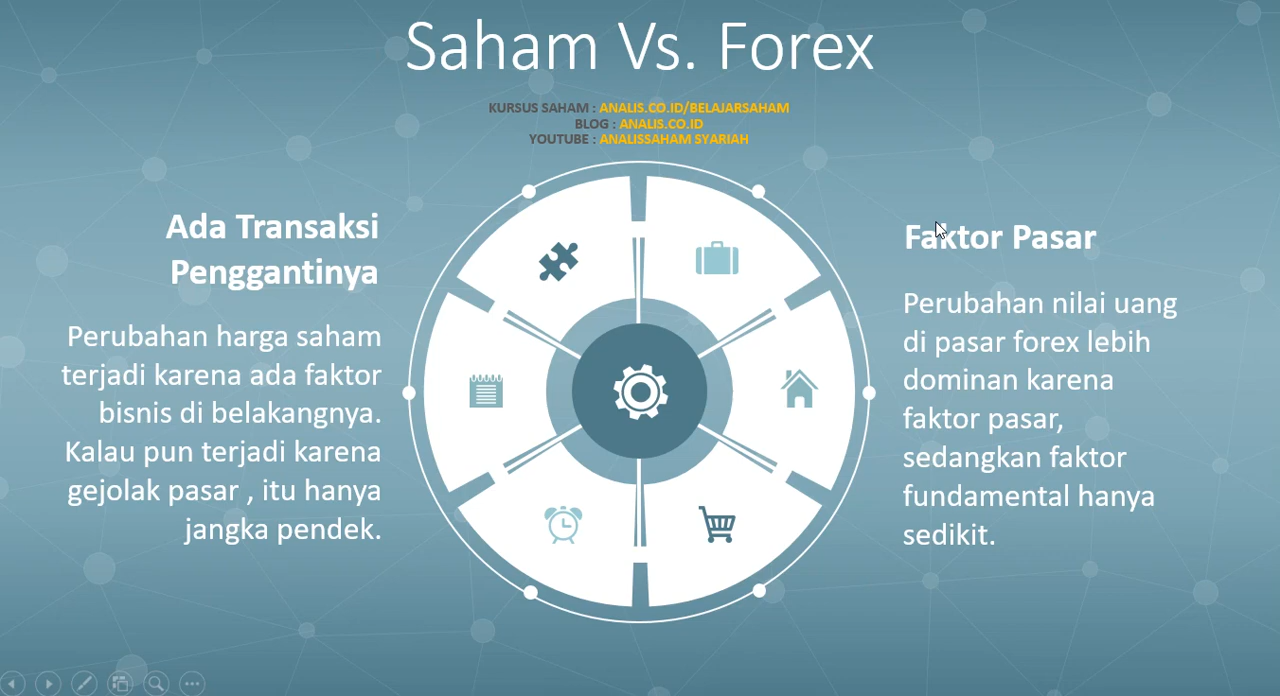 Saham Vs. Forex
KURSUS SAHAM : ANALIS.CO.ID/BELAJARSAHAM
BLOG : ANALIS.CO.ID
YOUTUBE : ANALISSAHAM SYARIAH
Ada Transaksi
Penggantinya
Perubahan harga saham
terjadi karena ada faktor
bisnis di belakangnya.
Kalau pun terjadi karena
gejolak pasar , itu hanya
jangka pendek.
Faktor Pasar
Perubahan nilai uang
di pasar forex lebih
dominan karena
faktor pasar,
sedangkan faktor
fundamental hanya
sedikit.